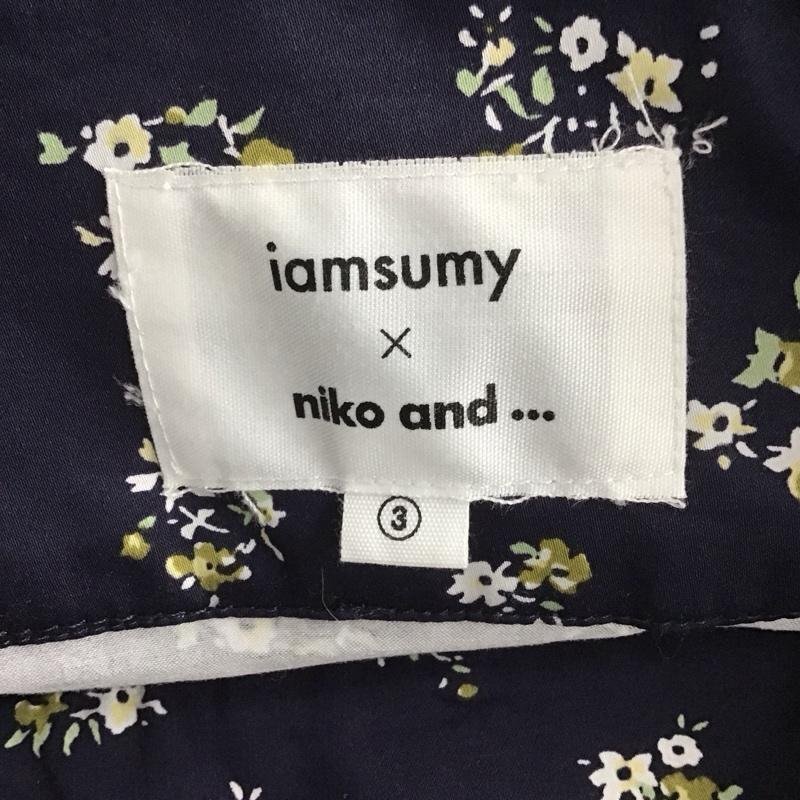 iamsumy
×
niko and ...
③